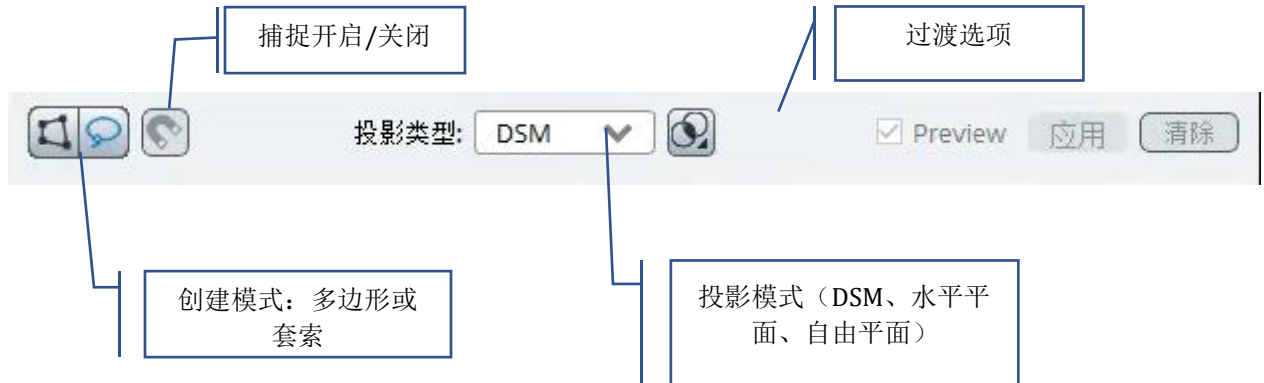 捕捉开启/关闭
过渡选项
投影类型: DSM
Preview
应用
清除
创建模式：多边形或
套索
投影模式（DSM、水平平
面、自由平面）